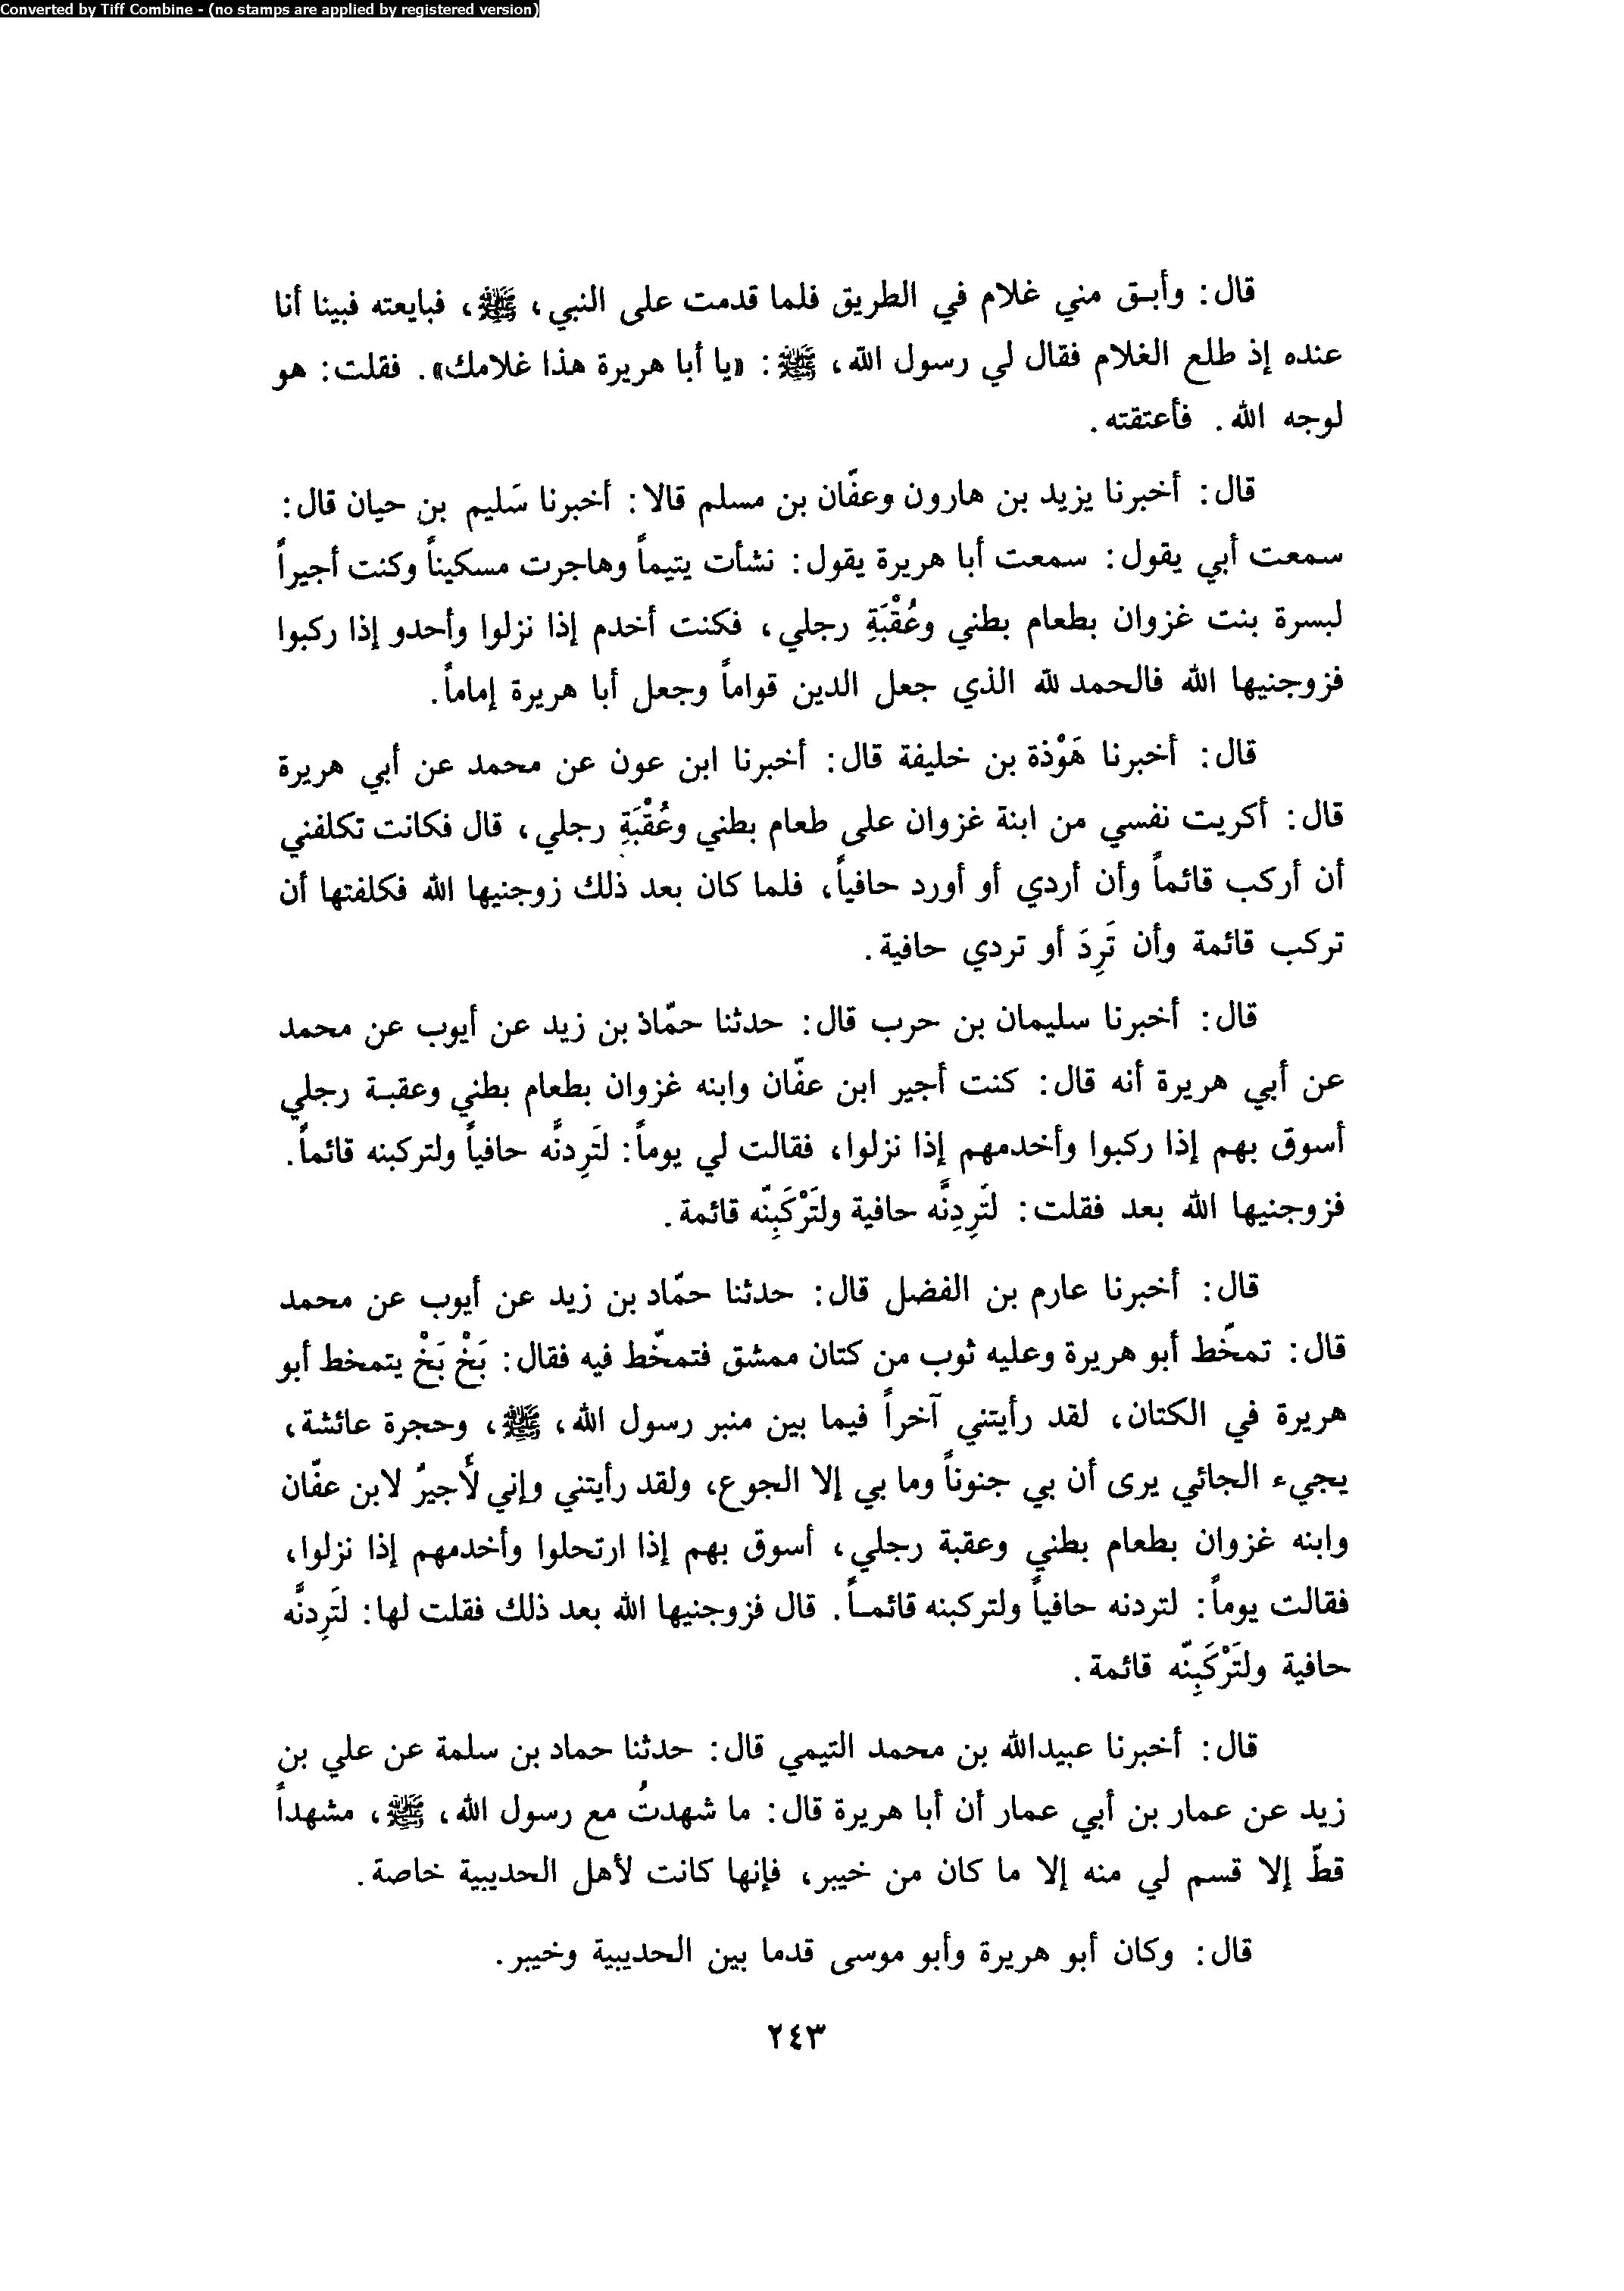 Converted by Tiff Combine - (no stamps are applied by registered version)
قال: وأبـق مني غلام في الطريق فلما قدمت على النبي، ﷺ، فبايعته فبينا أنا
عنده إذ طلع الغلام فقال لي رسول الله، ﷺ: «يا أبا هريرة هذا غلامك». فقلت: هو
لوجه الله. فأعتقته.
قال: أخبرنا يزيد بن هارون وعفّان بن مسلم قالا: أخبرنا سَليم بن حيان قال:
سمعت أبي يقول: سمعت أبا هريرة يقول: نشأت يتيماً وهاجرت مسكيناً وكنت أجيراً
لبسرة بنت غزوان بطعام بطني وعُقْبَةِ رجلي، فكنت أخدم إذا نزلوا وأحدو إذا ركبوا
فزوجنيها الله فالحمد لله الذي جعل الدين قواماً وجعل أبا هريرة إماماً.
قال: أخبرنا هَوْذة بن خليفة قال: أخبرنا ابن عون عن محمد عن أبي هريرة
قال: أكريت نفسي من ابنة غزوان على طعام بطني وعُقْبَةِ رجلي، قال فكانت تكلفني
أن أركب قائماً وأن أردي أو أورد حافياً، فلما كان بعد ذلك زوجنيها الله فكلفتها أن
تركب قائمة وأن تَرِدَ أو تردي حافية.
قال: أخبرنا سليمان بن حرب قال: حدثنا حمّاذ بن زيد عن أيوب عن محمد
عن أبي هريرة أنه قال: كنت أجير ابن عفّان وابنه غزوان بطعام بطني وعقبـة رجلي
أسوق بهم إذا ركبوا وأخدمهم إذا نزلوا، فقالت لي يوماً: لتَرِدنَّه حافياً ولتركبنه قائماً.
فزوجنيها الله بعد فقلت: لتَرِدِنَّه حافية ولتَرْكَبِنّه قائمة.
قال: أخبرنا عارم بن الفضل قال: حدثنا حمّاد بن زيد عن أيوب عن محمد
قال: تمخّط أبو هريرة وعليه ثوب من كتان ممشق فتمخّط فيه فقال: بَخْ بَخْ يتمخط أبو
هريرة في الكتان، لقد رأيتني آخراً فيما بين منبر رسول الله، ﷺ، وحجرة عائشة،
يجيء الجائي يرى أن بي جنوناً وما بي إلا الجوع، ولقد رأيتني وإني لأجيرُ لابن عفّان
وابنه غزوان بطعام بطني وعقبة رجلي، أسوق بهم إذا ارتحلوا وأخدمهم إذا نزلوا،
فقالت يوماً: لتردنه حافياً ولتركبنه قائمـاً. قال فزوجنيها الله بعد ذلك فقلت لها: لتَرِدنَّه
حافية ولتَرْكَبِنّه قائمة.
قال: أخبرنا عبيدالله بن محمد التيمي قال: حدثنا حماد بن سلمة عن علي بن
زيد عن عمار بن أبي عمار أن أبا هريرة قال: ما شهدتُ مع رسول الله، ﷺ، مشهداً
قطّ إلا قسم لي منه إلا ما كان من خيبر، فإنها كانت لأهل الحديبية خاصة.
قال: وكان أبو هريرة وأبو موسى قدما بين الحديبية وخيبر.
٢٤٣